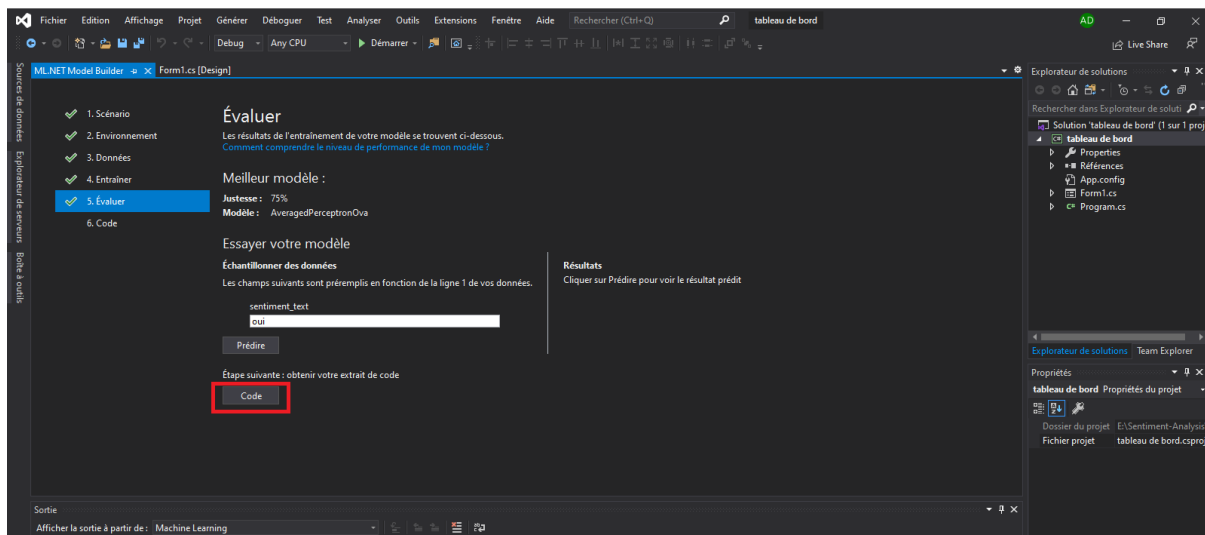 Fichier Edition Affichage Projet Générer Déboguer Test Analyser Outils Extensions Fenêtre Aide Rechercher (Ctrl+Q) tableau de bord AD
Debug Any CPU Démarrer Live Share
Sources de données
Explorateur de serveurs
Boîte à outils
ML.NET Model Builder Form1.cs [Design]
1. Scénario
2. Environnement
3. Données
4. Entraîner
5. Évaluer
6. Code
Évaluer
Les résultats de l'entraînement de votre modèle se trouvent ci-dessous.
Comment comprendre le niveau de performance de mon modèle ?
Meilleur modèle :
Justesse : 75%
Modèle : AveragedPerceptronOva
Essayer votre modèle
Échantillonner des données
Les champs suivants sont préremplis en fonction de la ligne 1 de vos données.
sentiment_text
oui
Prédire
Résultats
Cliquer sur Prédire pour voir le résultat prédit
Étape suivante : obtenir votre extrait de code
Code
Sortie
Afficher la sortie à partir de : Machine Learning
Explorateur de solutions
Rechercher dans Explorateur de soluti
Solution 'tableau de bord' (1 sur 1 proj
tableau de bord
Properties
Références
App.config
Form1.cs
C# Program.cs
Explorateur de solutions Team Explorer
Propriétés
tableau de bord Propriétés du projet
Dossier du projet E:\Sentiment-Analysis
Fichier projet tableau de bord.csproj